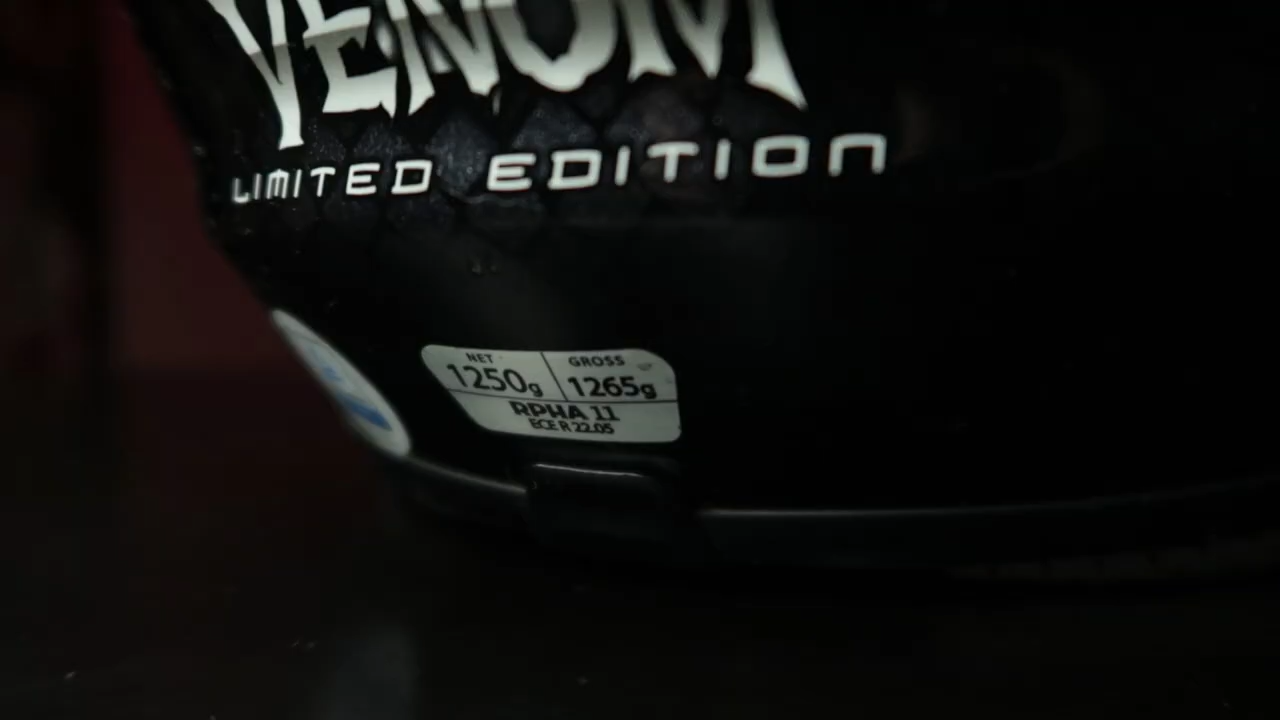 VENOM
LIMITED EDITION
NET
1250g
GROSS
1265g
RPHA 11
ECE R 22.05